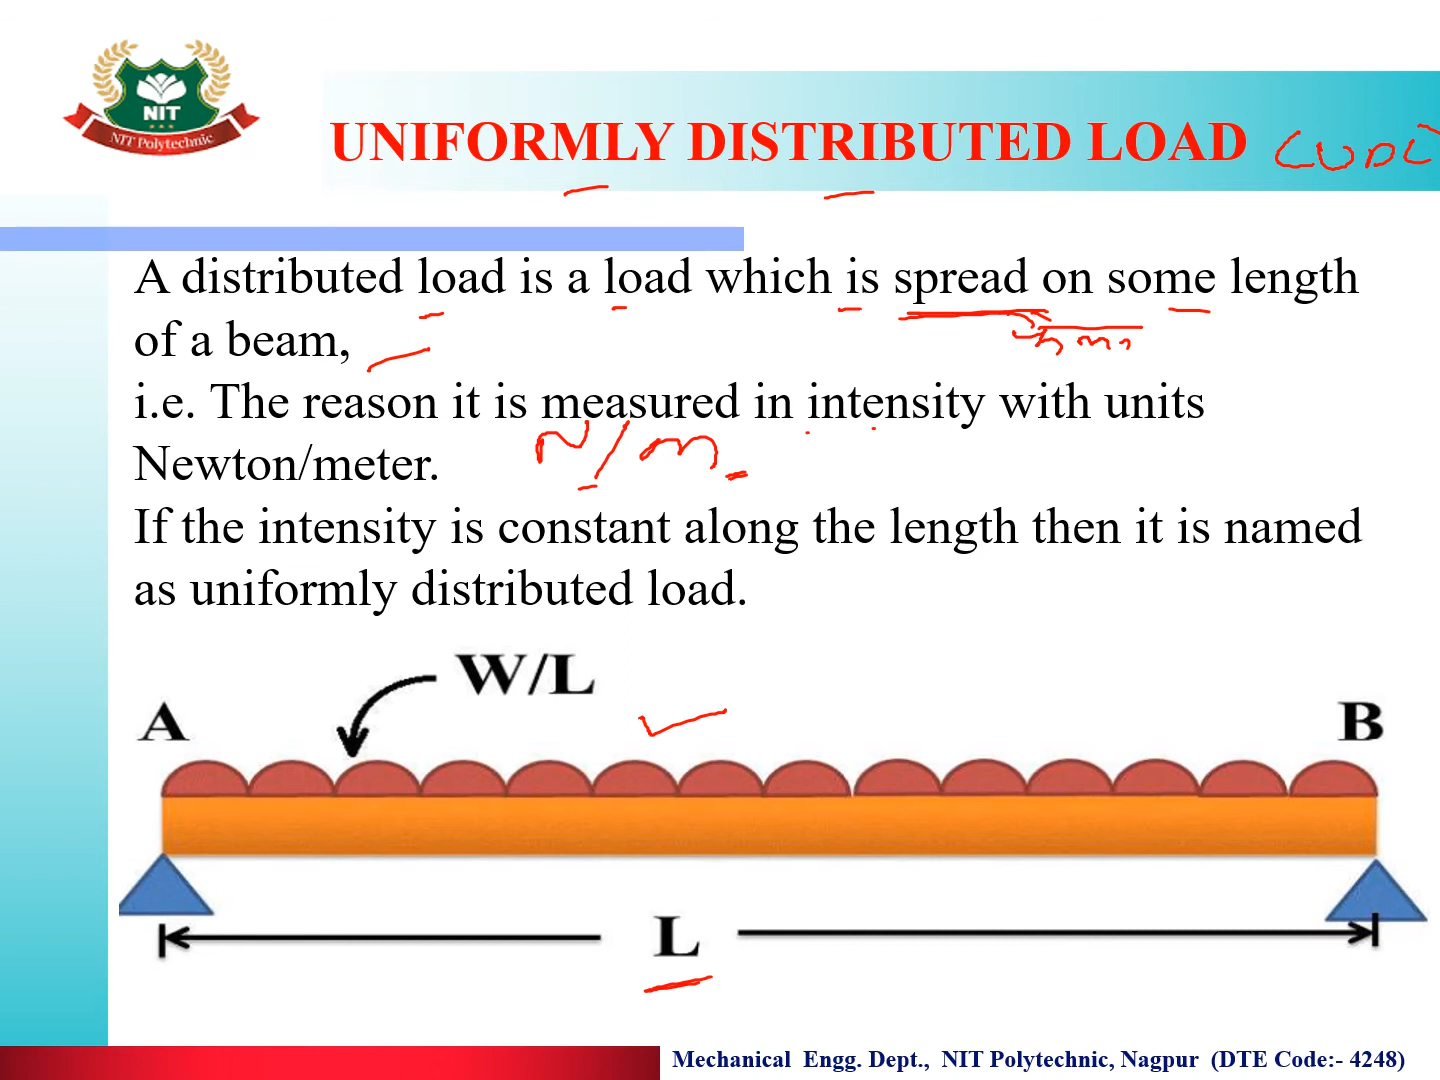 NIT
NIT Polytechnic
UNIFORMLY DISTRIBUTED LOAD (UDL)
A distributed load is a load which is spread on some length
of a beam,
i.e. The reason it is measured in intensity with units
Newton/meter.
N/m.
If the intensity is constant along the length then it is named
as uniformly distributed load.
W/L
A
B
L
Mechanical Engg. Dept., NIT Polytechnic, Nagpur (DTE Code:- 4248)